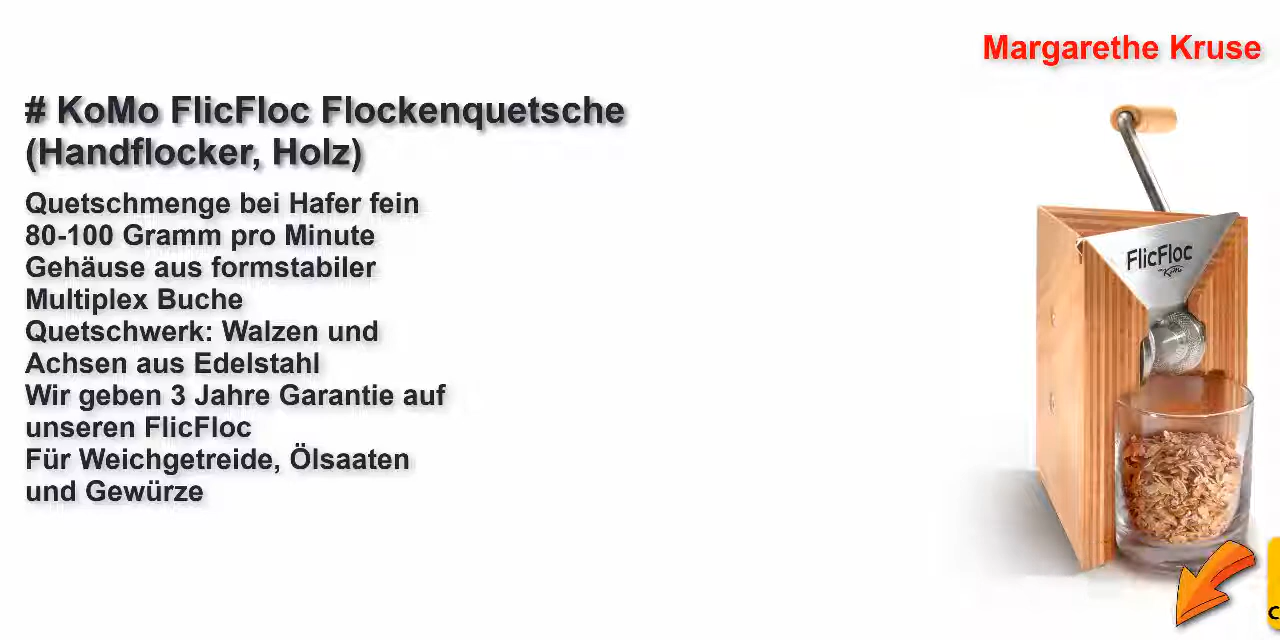 Margarethe Kruse
# KoMo FlicFloc Flockenquetsche
(Handflocker, Holz)
Quetschmenge bei Hafer fein
80-100 Gramm pro Minute
Gehäuse aus formstabiler
Multiplex Buche
Quetschwerk: Walzen und
Achsen aus Edelstahl
Wir geben 3 Jahre Garantie auf
unseren FlicFloc
Für Weichgetreide, Ölsaaten
und Gewürze
FlicFloc
KoMo